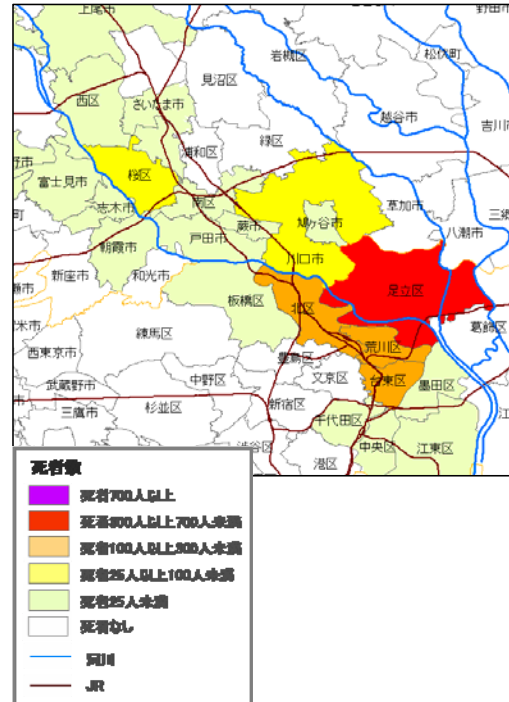 上尾市
野田市
岩槻区
松伏町
見沼区
西区
さいたま市
越谷市
吉川市
緑区
浦和区
野市
桜区
富士見市
南区
鳩ヶ谷市
草加市
志木市
蕨市
三郷
八潮市
戸田市
朝霞市
川口市
新座市
和光市
足立区
板橋区
北区
葛飾区
練馬区
荒川区
西東京市
豊島区
台東区
墨田区
中野区
文京区
武蔵野市
杉並区
新宿区
三鷹市
千代田区
中央区
江東区
渋谷区
港区
死者数
死者700人以上
死者300人以上700人未満
死者100人以上300人未満
死者25人以上100人未満
死者25人未満
死者なし
河川
JR